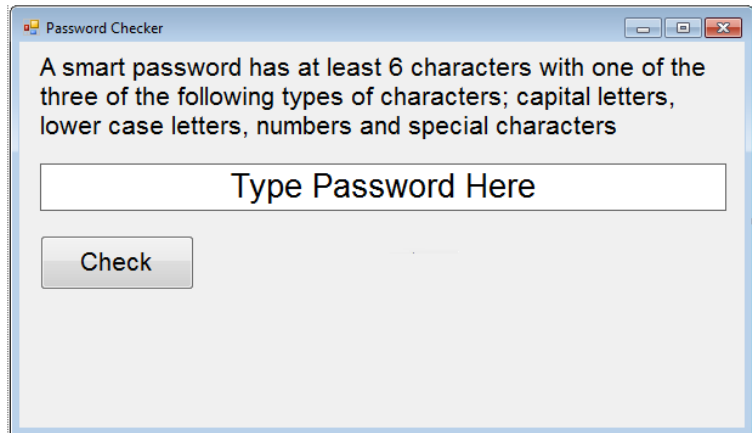 Password Checker
A smart password has at least 6 characters with one of the
three of the following types of characters; capital letters,
lower case letters, numbers and special characters
Type Password Here
Check